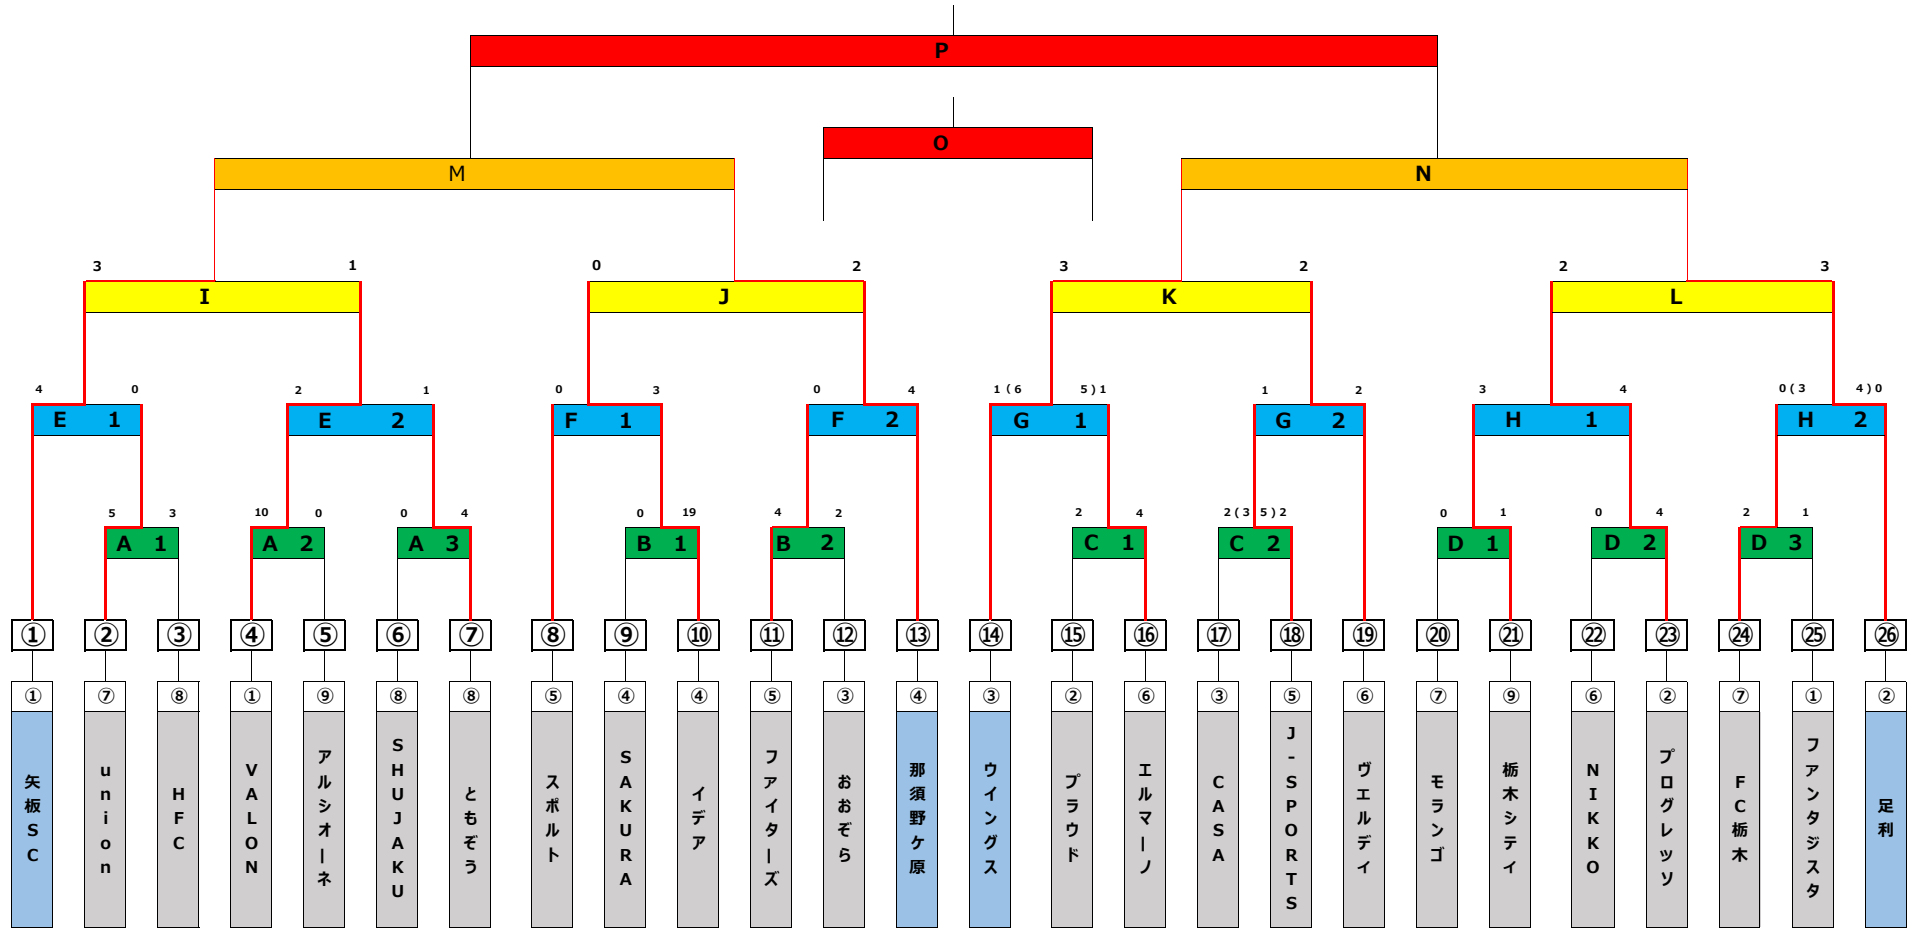 P
O
M
N
3 1 0 2 3 2 2 3
I J K L
4 0 2 1 0 3 0 4 1(6 5)1 1 2 3 4 0(3 4)0
E 1 E 2 F 1 F 2 G 1 G 2 H 1 H 2
5 3 10 0 0 4 0 19 4 2 2 4 2(3 5)2 0 1 0 4 2 1
A 1 A 2 A 3 B 1 B 2 C 1 C 2 D 1 D 2 D 3
① ② ③ ④ ⑤ ⑥ ⑦ ⑧ ⑨ ⑩ ⑪ ⑫ ⑬ ⑭ ⑮ ⑯ ⑰ ⑱ ⑲ ⑳ ㉑ ㉒ ㉓ ㉔ ㉕ ㉖
① ⑦ ⑧ ① ⑨ ⑧ ⑧ ⑤ ④ ④ ⑤ ③ ④ ③ ② ⑥ ③ ⑤ ⑥ ⑦ ⑨ ⑥ ② ⑦ ① ②
矢板SC
union
HFC
VALON
アルシオーネ
SHUJAKU
ともぞう
スポルト
SAKURA
イデア
ファイターズ
おおぞら
那須野ケ原
ウイングス
プラウド
エルマーノ
CASA
J-SPORTS
ヴエルデイ
モランゴ
栃木シテイ
NIKKO
プログレッソ
FC栃木
ファンタジスタ
足利